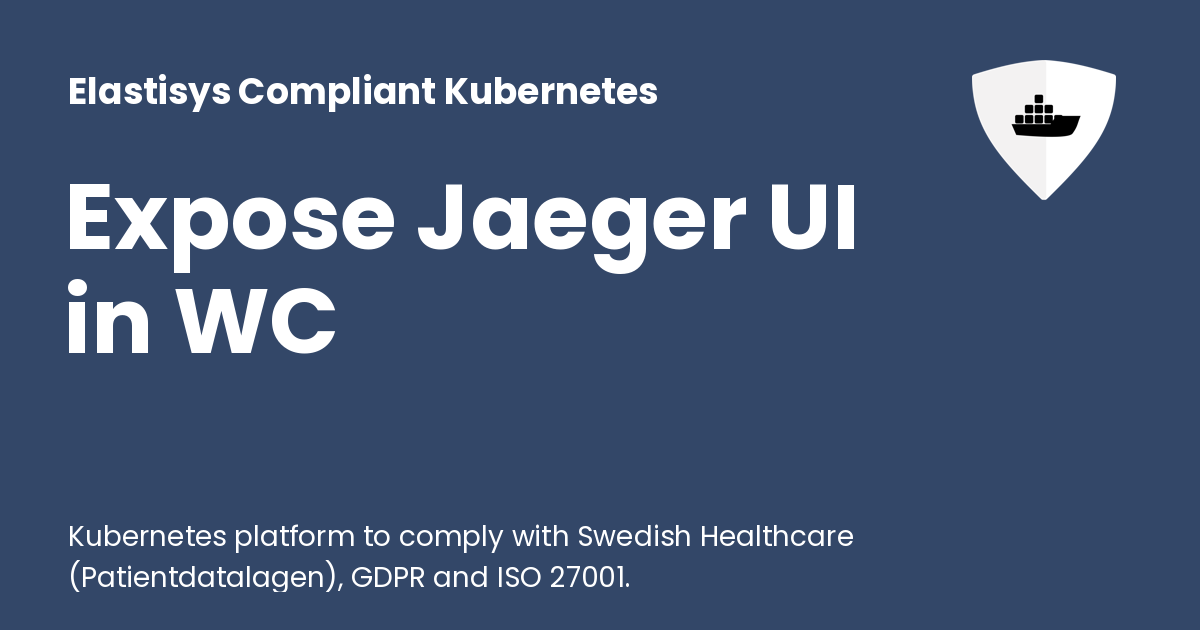 Elastisys Compliant Kubernetes
Expose Jaeger UI
in WC
Kubernetes platform to comply with Swedish Healthcare
(Patientdatalagen), GDPR and ISO 27001.